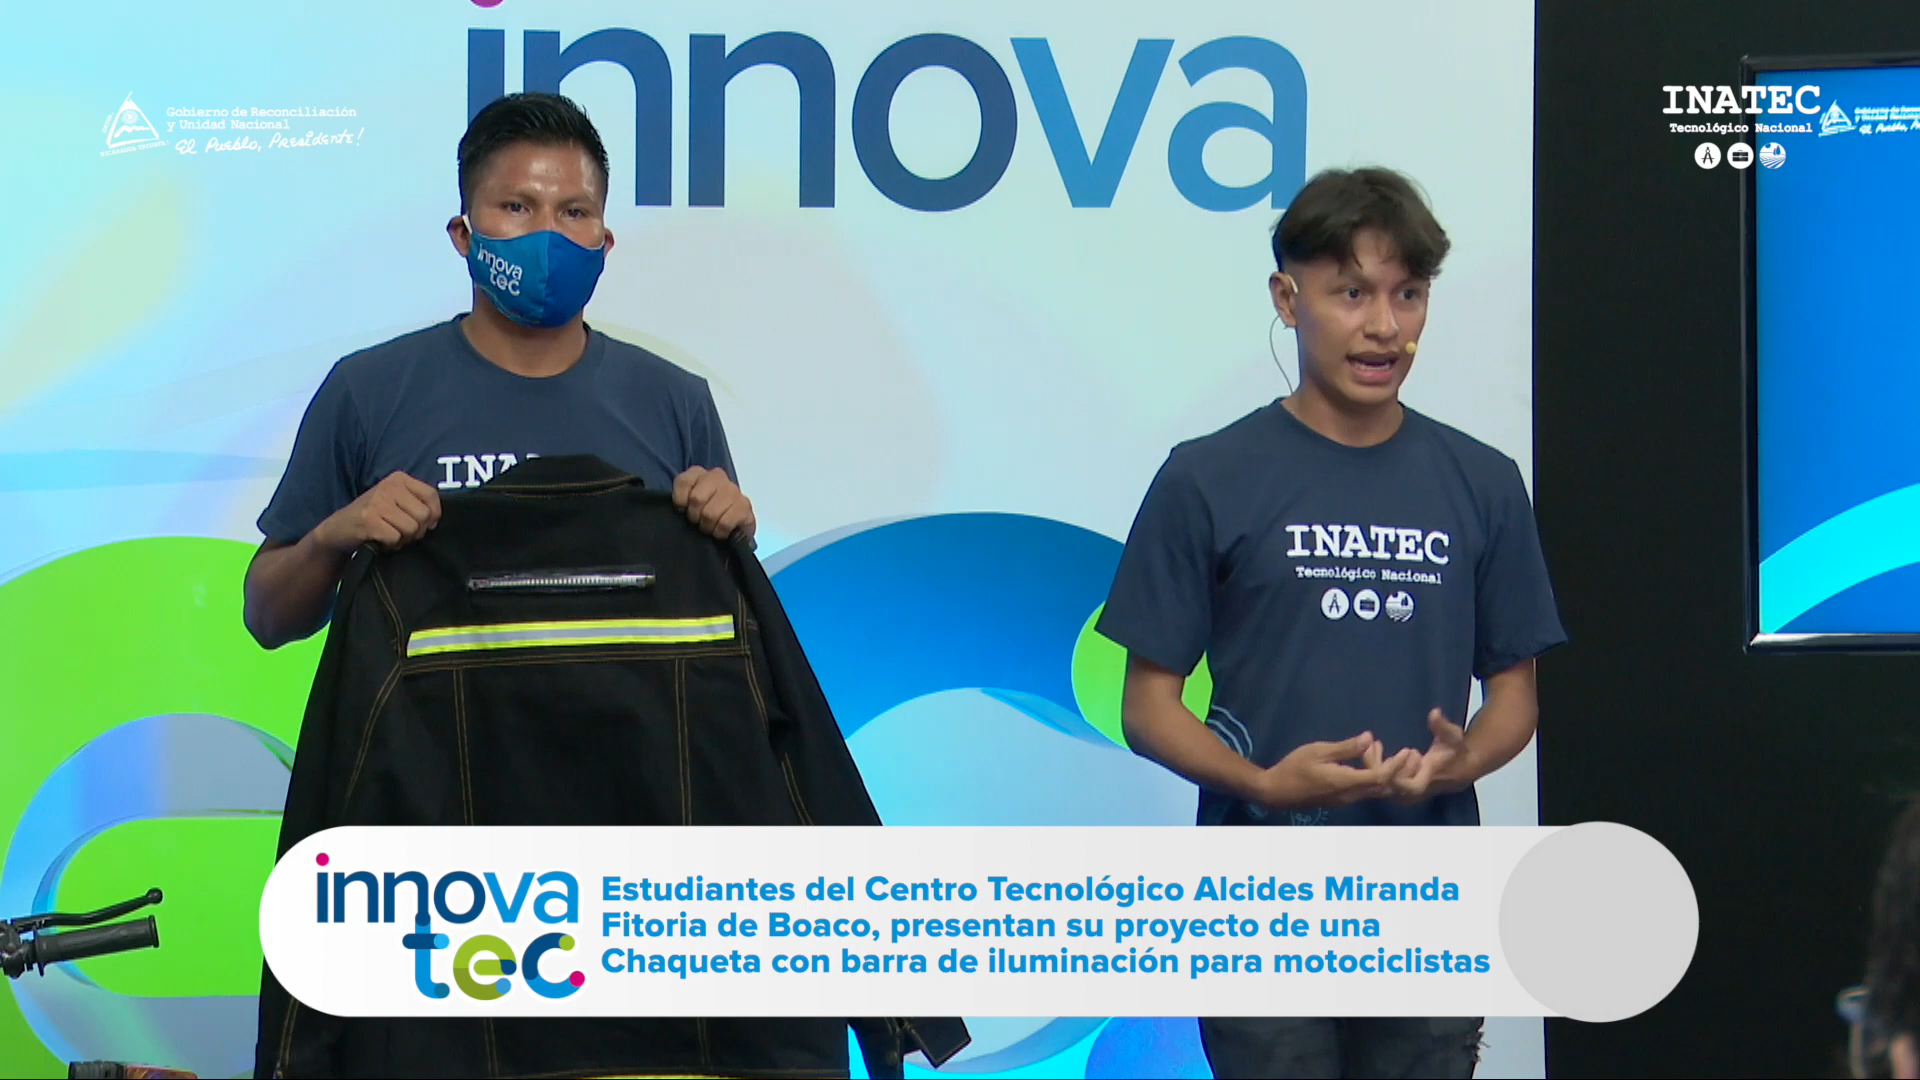 innova
Gobierno de Reconciliación
y Unidad Nacional
El Pueblo, Presidente!
INATEC
Tecnológico Nacional
innova
tec
INATEC
Tecnológico Nacional
innova
tec
Estudiantes del Centro Tecnológico Alcides Miranda
Fitoria de Boaco, presentan su proyecto de una
Chaqueta con barra de iluminación para motociclistas